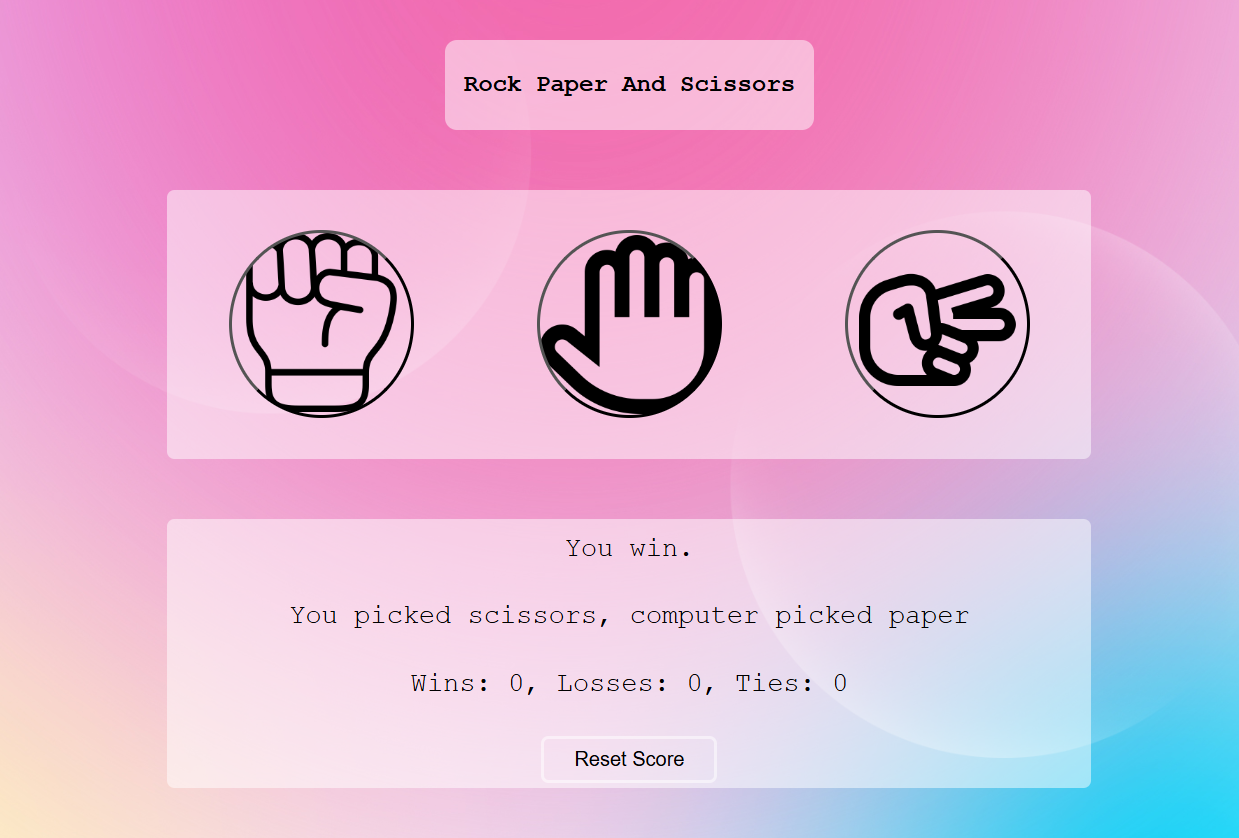 Rock Paper And Scissors
You win.
You picked scissors, computer picked paper
Wins: 0, Losses: 0, Ties: 0
Reset Score